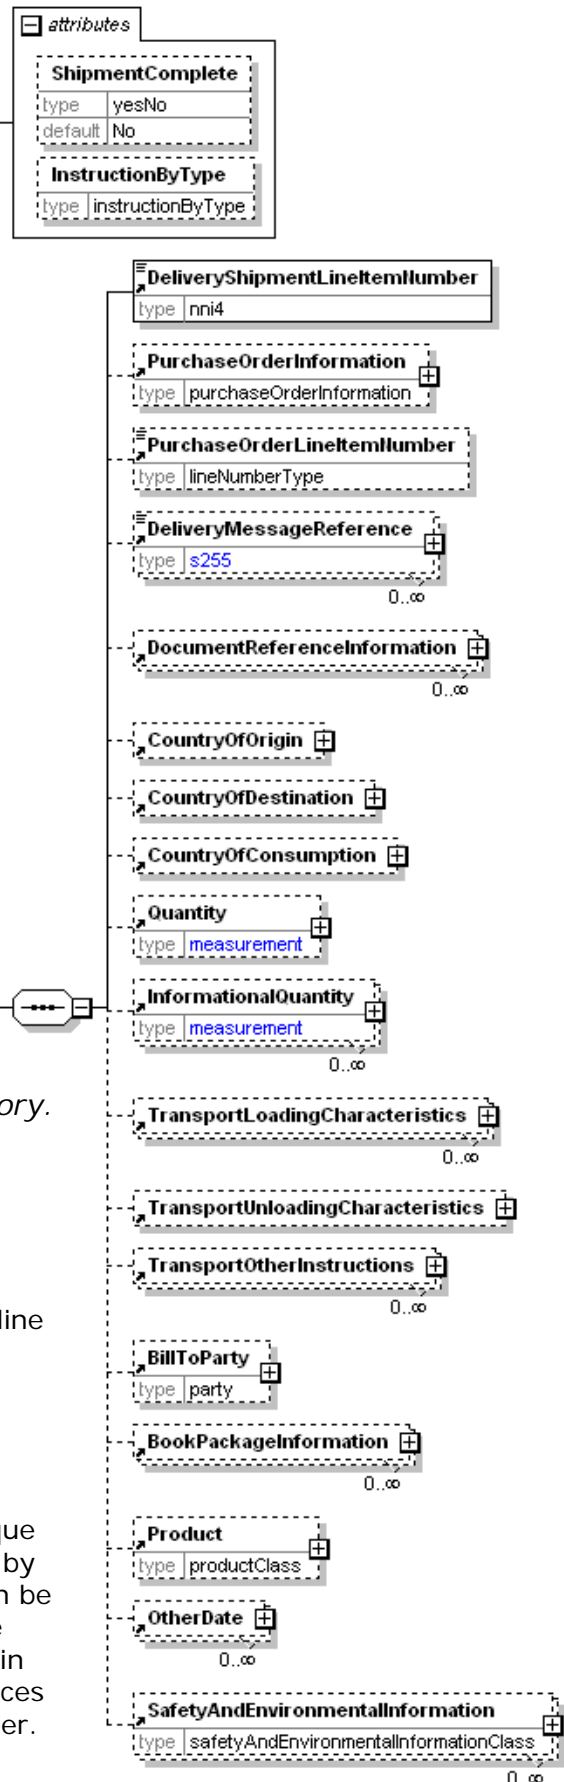 attributes
ShipmentComplete
type yesNo
default No
InstructionByType
type instructionByType
DeliveryShipmentLineItemNumber
type nni4
PurchaseOrderInformation
type purchaseOrderInformation
PurchaseOrderLineItemNumber
type lineNumberType
DeliveryMessageReference
type s255
0..∞
DocumentReferenceInformation
0..∞
CountryOfOrigin
CountryOfDestination
CountryOfConsumption
Quantity
type measurement
InformationalQuantity
type measurement
0..∞
ory.
TransportLoadingCharacteristics
0..∞
TransportUnloadingCharacteristics
TransportOtherInstructions
0..∞
line
BillToParty
type party
BookPackageInformation
0..∞
que
by
Product
type productClass
n be
e
in
OtherDate
0..∞
ces
er.
SafetyAndEnvironmentalInformation
type safetyAndEnvironmentalInformationClass
0..∞